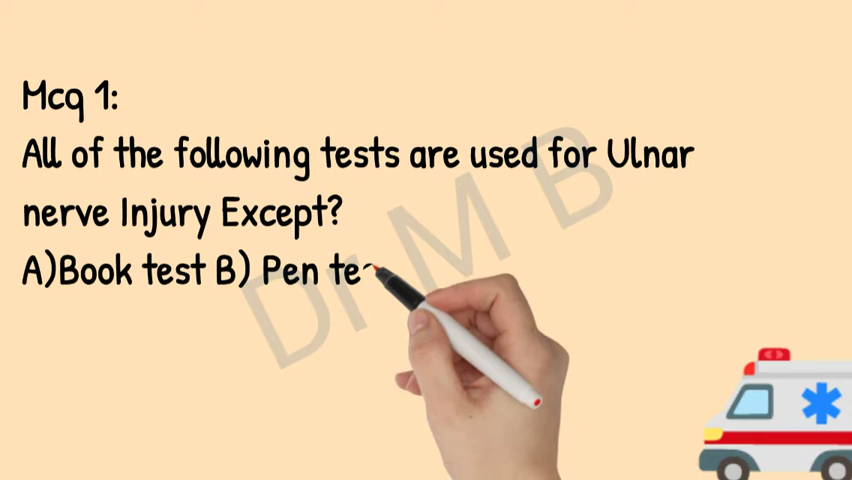 Mcq 1:
All of the following tests are used for Ulnar
nerve Injury Except?
A)Book test B) Pen te
Dr M B